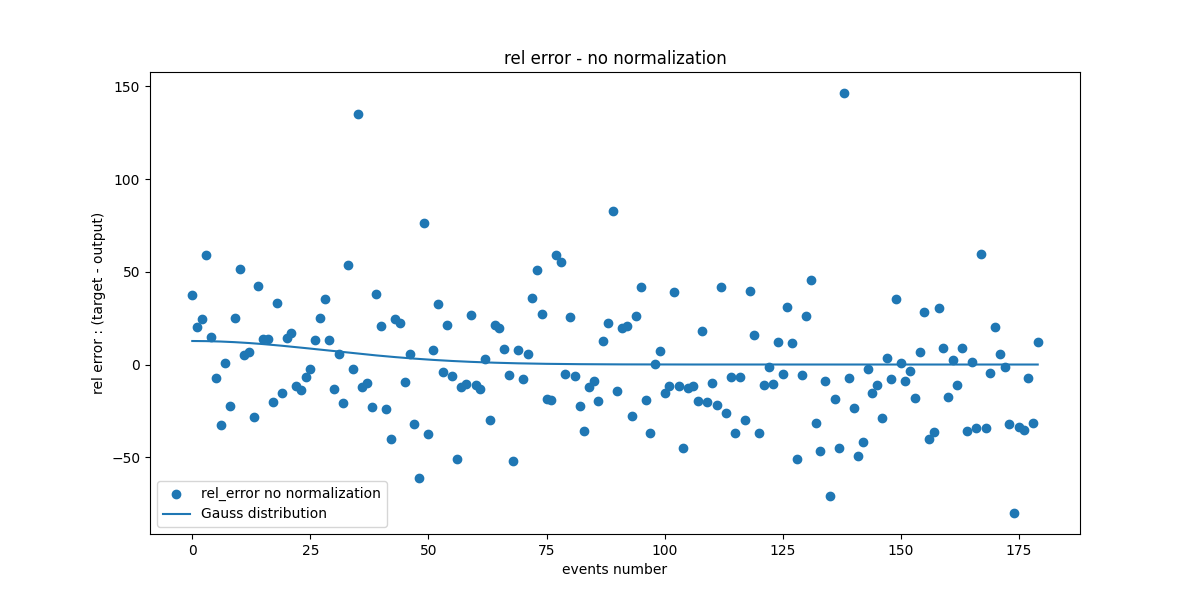 rel error - no normalization
rel error : (target - output)
150
100
50
0
−50
rel_error no normalization
Gauss distribution
0 25 50 75 100 125 150 175
events number